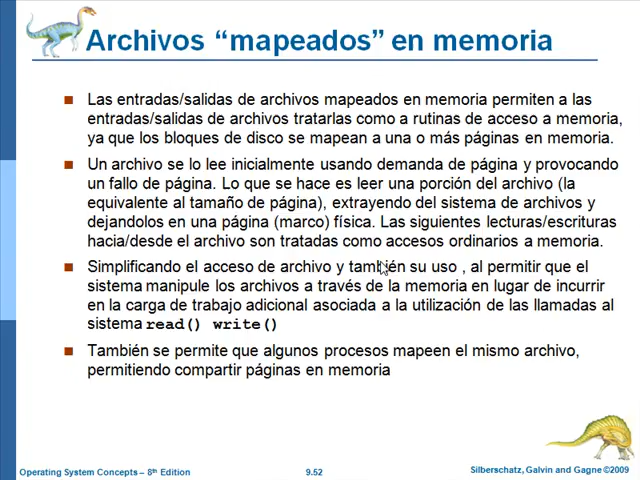 Archivos “mapeados” en memoria
Las entradas/salidas de archivos mapeados en memoria permiten a las
entradas/salidas de archivos tratarlas como a rutinas de acceso a memoria,
ya que los bloques de disco se mapean a una o más páginas en memoria.
Un archivo se lo lee inicialmente usando demanda de página y provocando
un fallo de página. Lo que se hace es leer una porción del archivo (la
equivalente al tamaño de página), extrayendo del sistema de archivos y
dejandolos en una página (marco) física. Las siguientes lecturas/escrituras
hacia/desde el archivo son tratadas como accesos ordinarios a memoria.
Simplificando el acceso de archivo y también su uso , al permitir que el
sistema manipule los archivos a través de la memoria en lugar de incurrir
en la carga de trabajo adicional asociada a la utilización de las llamadas al
sistema read() write()
También se permite que algunos procesos mapeen el mismo archivo,
permitiendo compartir páginas en memoria
Operating System Concepts – 8th Edition
9.52
Silberschatz, Galvin and Gagne ©2009